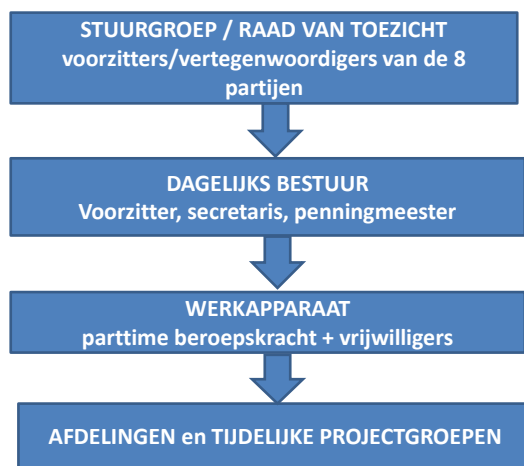 STUURGROEP / RAAD VAN TOEZICHT
voorzitters/vertegenwoordigers van de 8
partijen
DAGELIJKS BESTUUR
Voorzitter, secretaris, penningmeester
WERKAPPARAAT
parttime beroepskracht + vrijwilligers
AFDELINGEN en TIJDELIJKE PROJECTGROEPEN